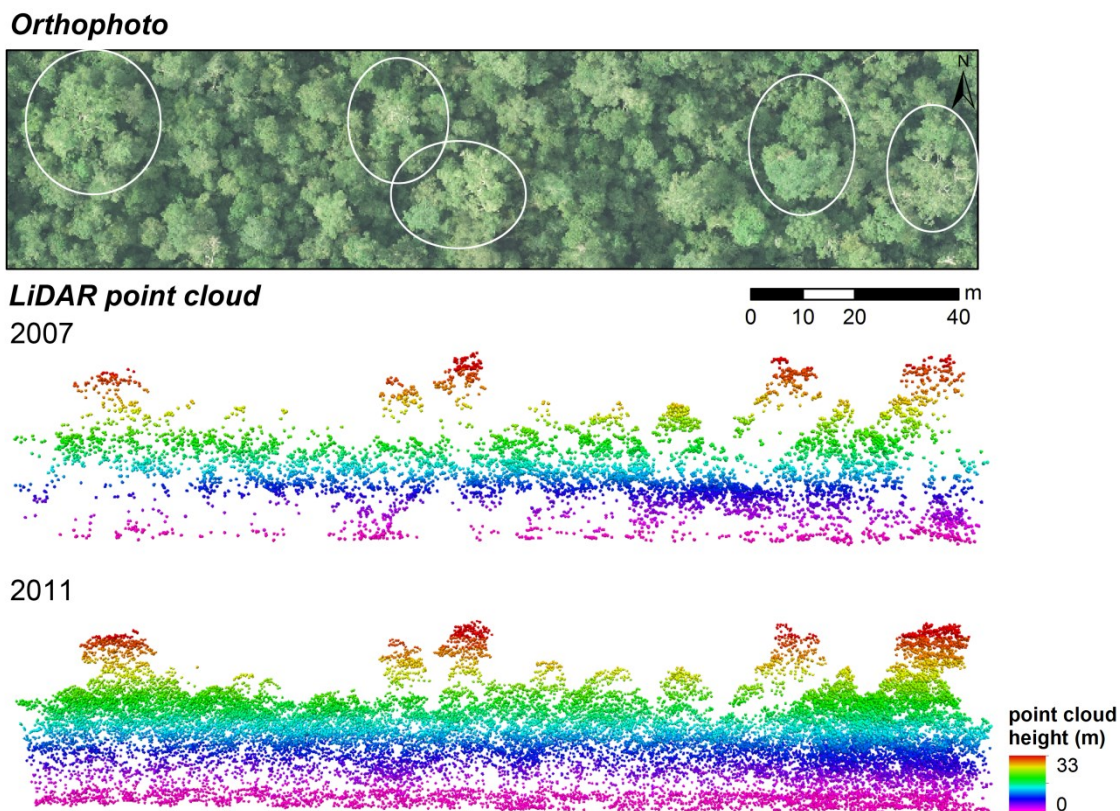 Orthophoto
N
LiDAR point cloud
m
0 10 20 40
2007
2011
point cloud
height (m)
33
0